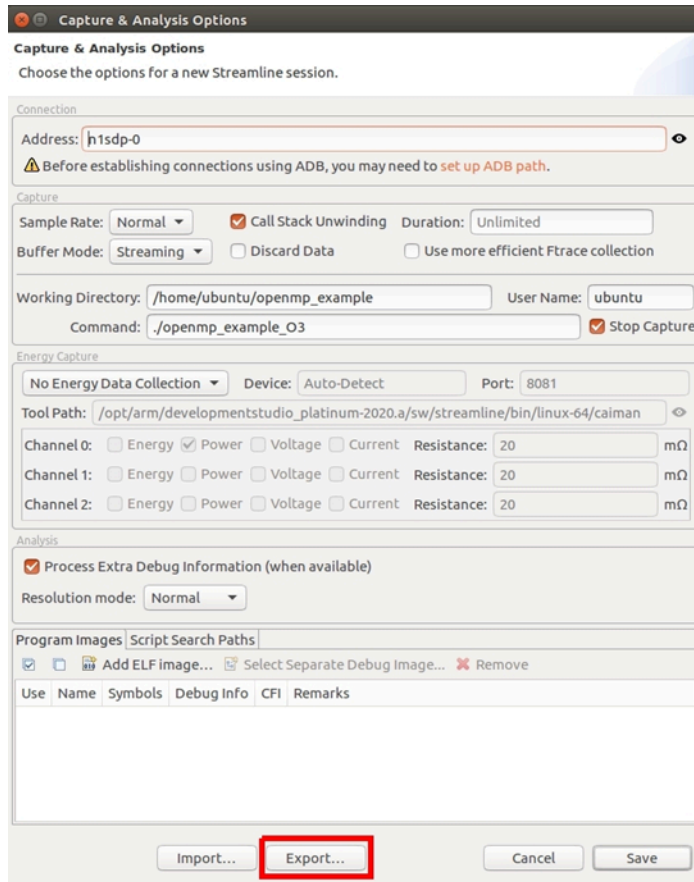 Capture & Analysis Options
Capture & Analysis Options
Choose the options for a new Streamline session.
Connection
Address: n1sdp-0
Before establishing connections using ADB, you may need to set up ADB path.
Capture
Sample Rate: Normal Call Stack Unwinding Duration: Unlimited
Buffer Mode: Streaming Discard Data Use more efficient Ftrace collection
Working Directory: /home/ubuntu/openmp_example User Name: ubuntu
Command: ./openmp_example_O3 Stop Capture
Energy Capture
No Energy Data Collection Device: Auto-Detect Port: 8081
Tool Path: /opt/arm/developmentstudio_platinum-2020.a/sw/streamline/bin/linux-64/caiman
Channel 0: Energy Power Voltage Current Resistance: 20 mΩ
Channel 1: Energy Power Voltage Current Resistance: 20 mΩ
Channel 2: Energy Power Voltage Current Resistance: 20 mΩ
Analysis
Process Extra Debug Information (when available)
Resolution mode: Normal
Program Images Script Search Paths
Add ELF image... Select Separate Debug Image... Remove
Use Name Symbols Debug Info CFI Remarks
Import... Export... Cancel Save